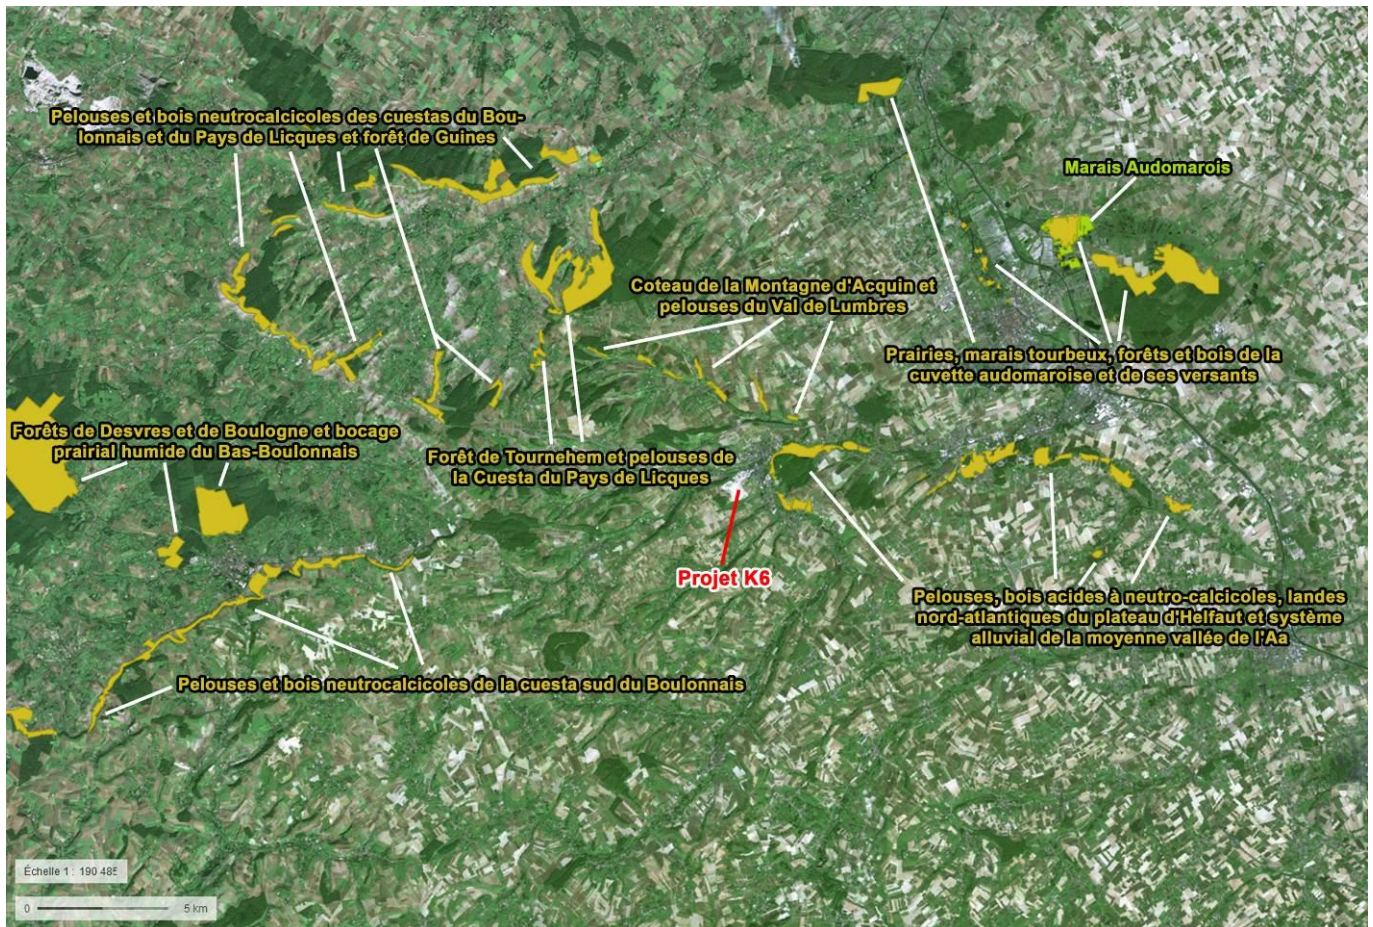 Pelouses et bois neutrocalcicoles des cuestas du Bou-
lonnais et du Pays de Licques et forêt de Guines
Marais Audomarois
Coteau de la Montagne d'Acquin et
pelouses du Val de Lumbres
Prairies, marais tourbeux, forêts et bois de la
cuvette audomaroise et de ses versants
Forêts de Desvres et de Boulogne et bocage
prairial humide du Bas-Boulonnais
Forêt de Tournehem et pelouses de
la Cuesta du Pays de Licques
Projet K6
Pelouses, bois acides à neutro-calcicoles, landes
nord-atlantiques du plateau d'Helfaut et système
alluvial de la moyenne vallée de l'Aa
Pelouses et bois neutrocalcicoles de la cuesta sud du Boulonnais
Échelle 1 : 190 485
0 5 km